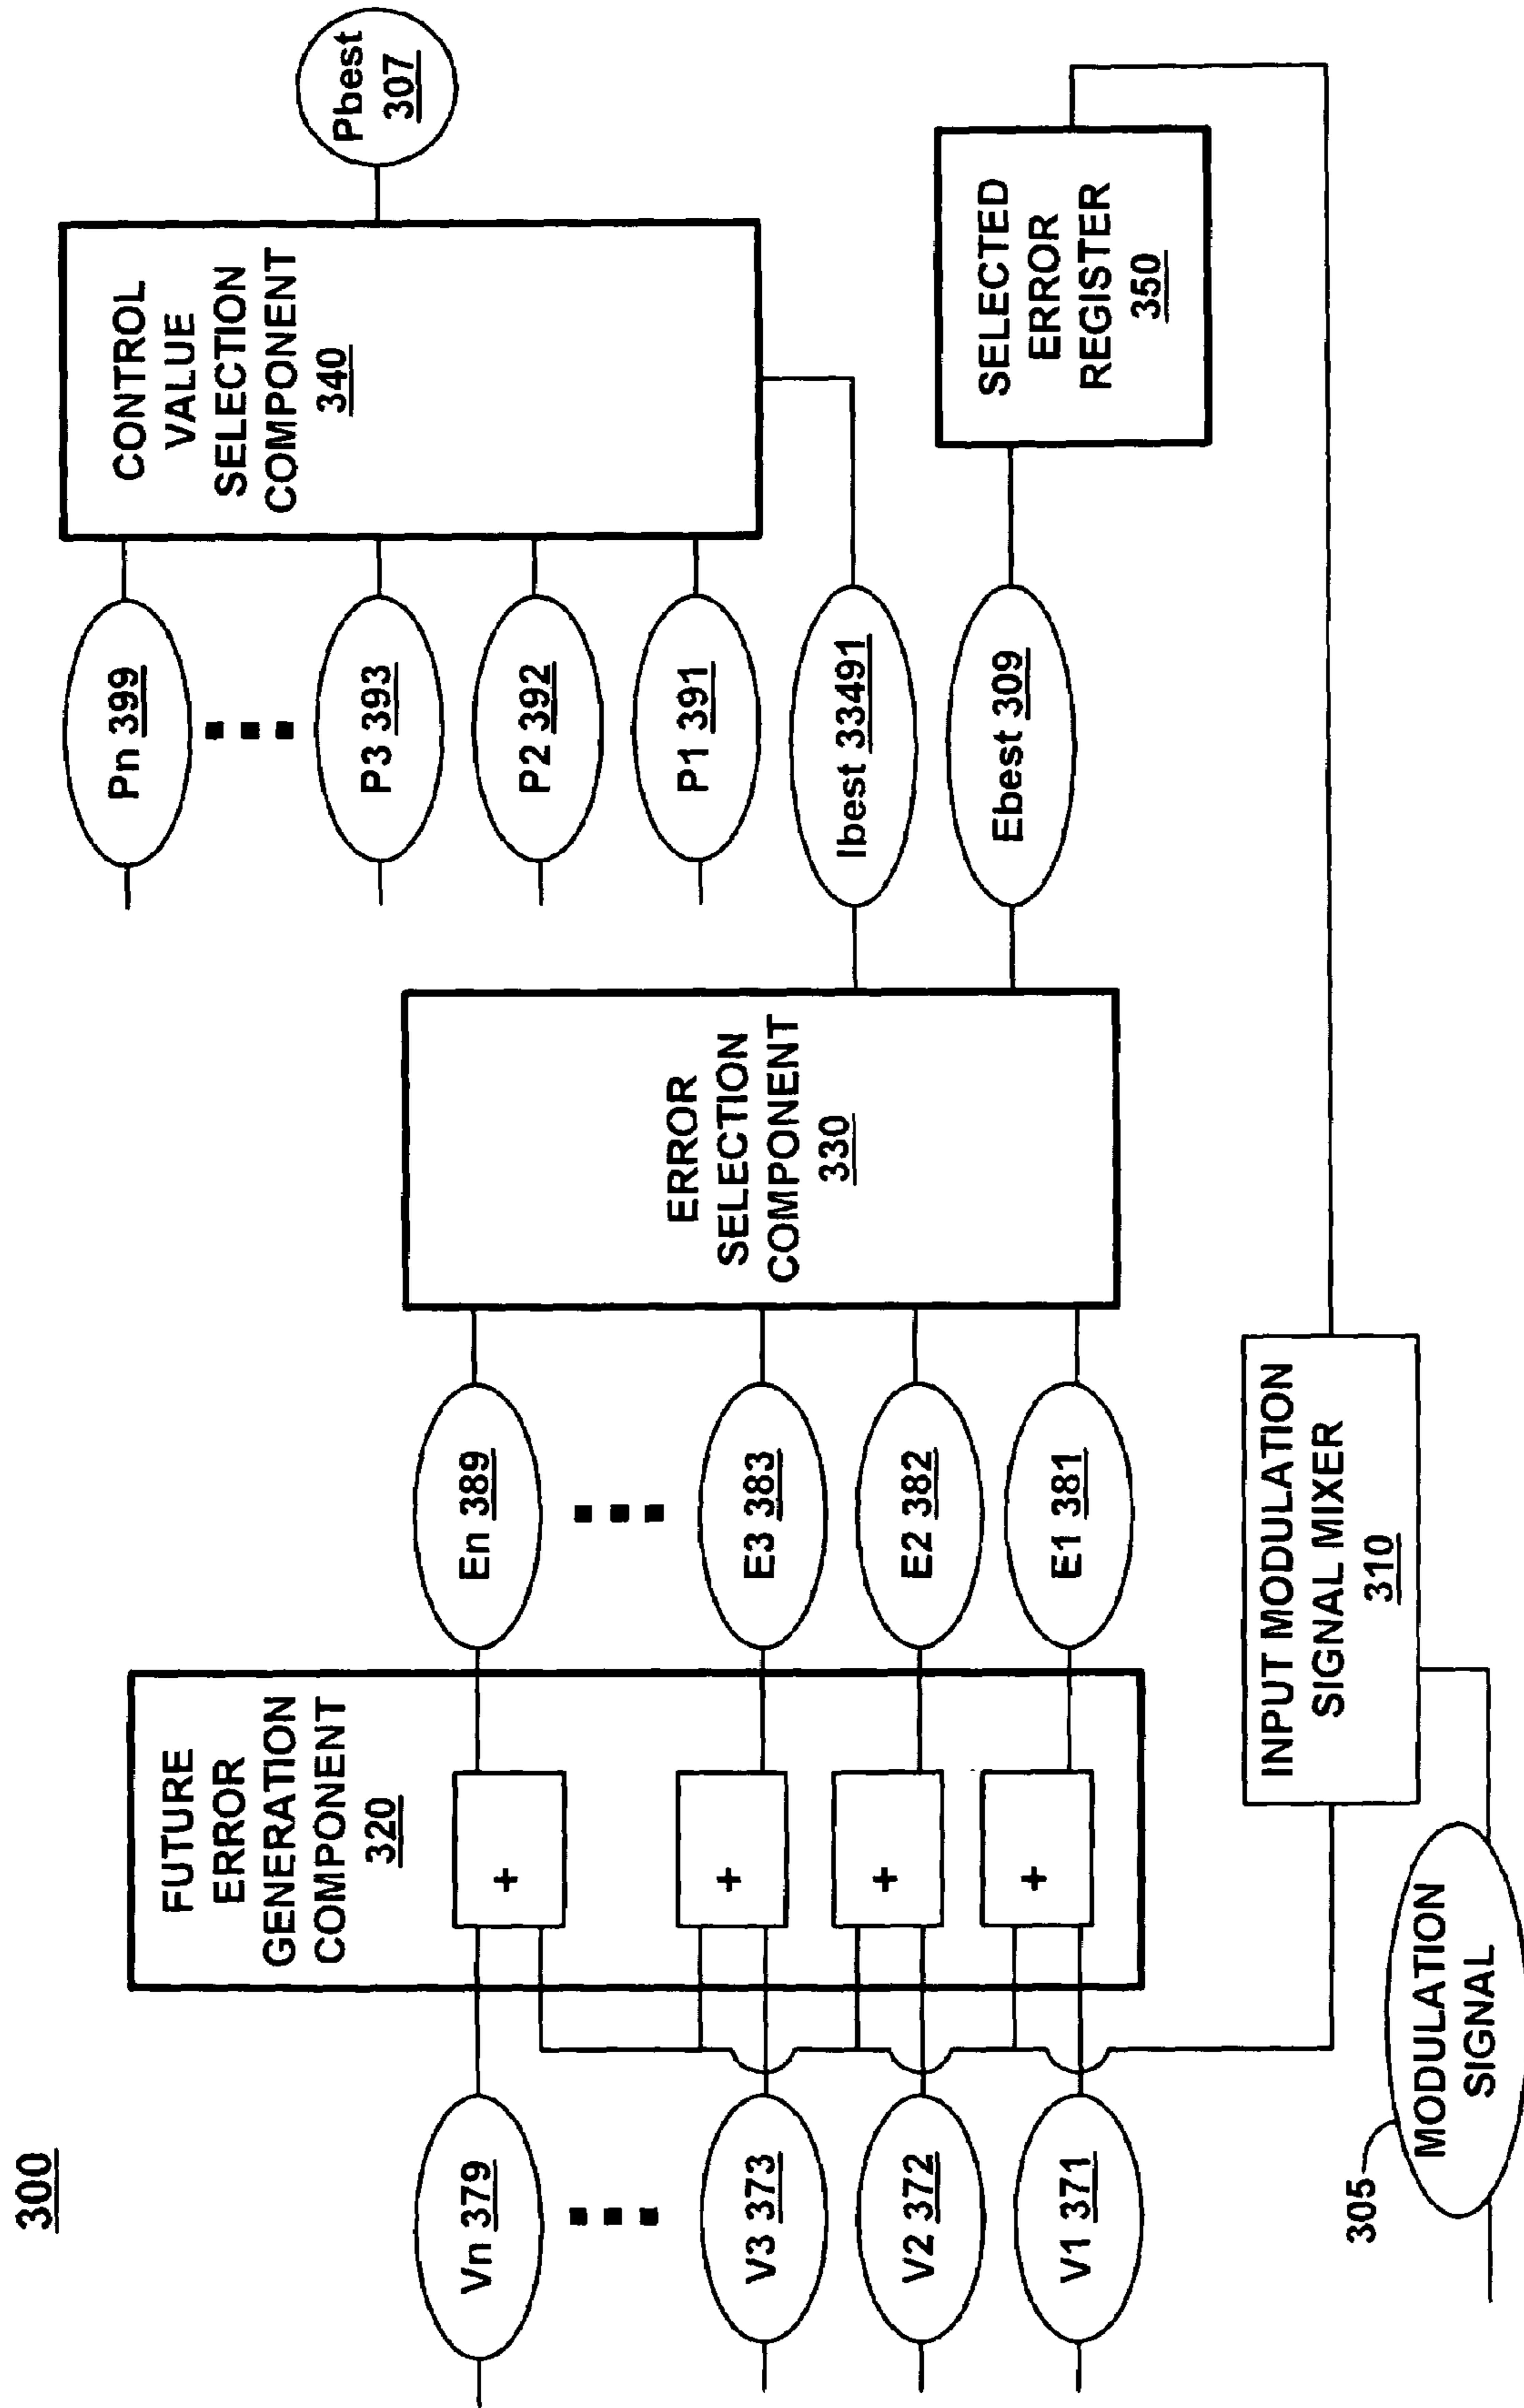 300
Vn 379
V3 373
V2 372
V1 371
305
MODULATION
SIGNAL
FUTURE
ERROR
GENERATION
COMPONENT
320
+
+
+
+
INPUT MODULATION
SIGNAL MIXER
310
En 389
E3 383
E2 382
E1 381
ERROR
SELECTION
COMPONENT
330
Pn 399
P3 393
P2 392
P1 391
Ibest 33491
Ebest 309
CONTROL
VALUE
SELECTION
COMPONENT
340
SELECTED
ERROR
REGISTER
350
Pbest
307